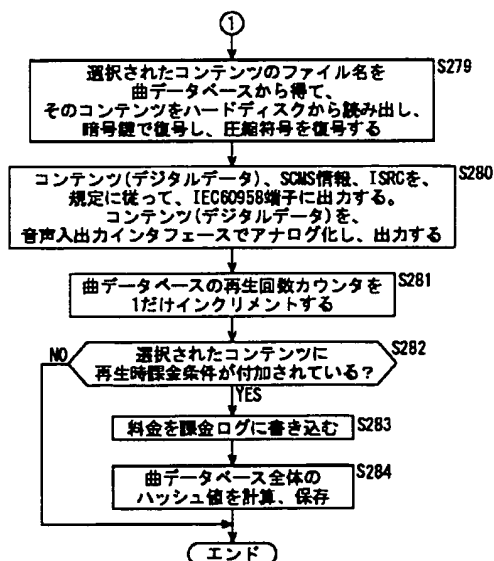 1
選択されたコンテンツのファイル名を
曲データベースから得て、
そのコンテンツをハードディスクから読み出し、
暗号鍵で復号し、圧縮符号を復号する
S279
コンテンツ(デジタルデータ)、SCMS情報、ISRCを、
規定に従って、IEC60958端子に出力する。
コンテンツ(デジタルデータ)を、
音声入出力インタフェースでアナログ化し、出力する
S280
曲データベースの再生回数カウンタを
1だけインクリメントする
S281
選択されたコンテンツに
再生時課金条件が付加されている?
S282
NO
YES
料金を課金ログに書き込む
S283
曲データベース全体の
ハッシュ値を計算、保存
S284
エンド